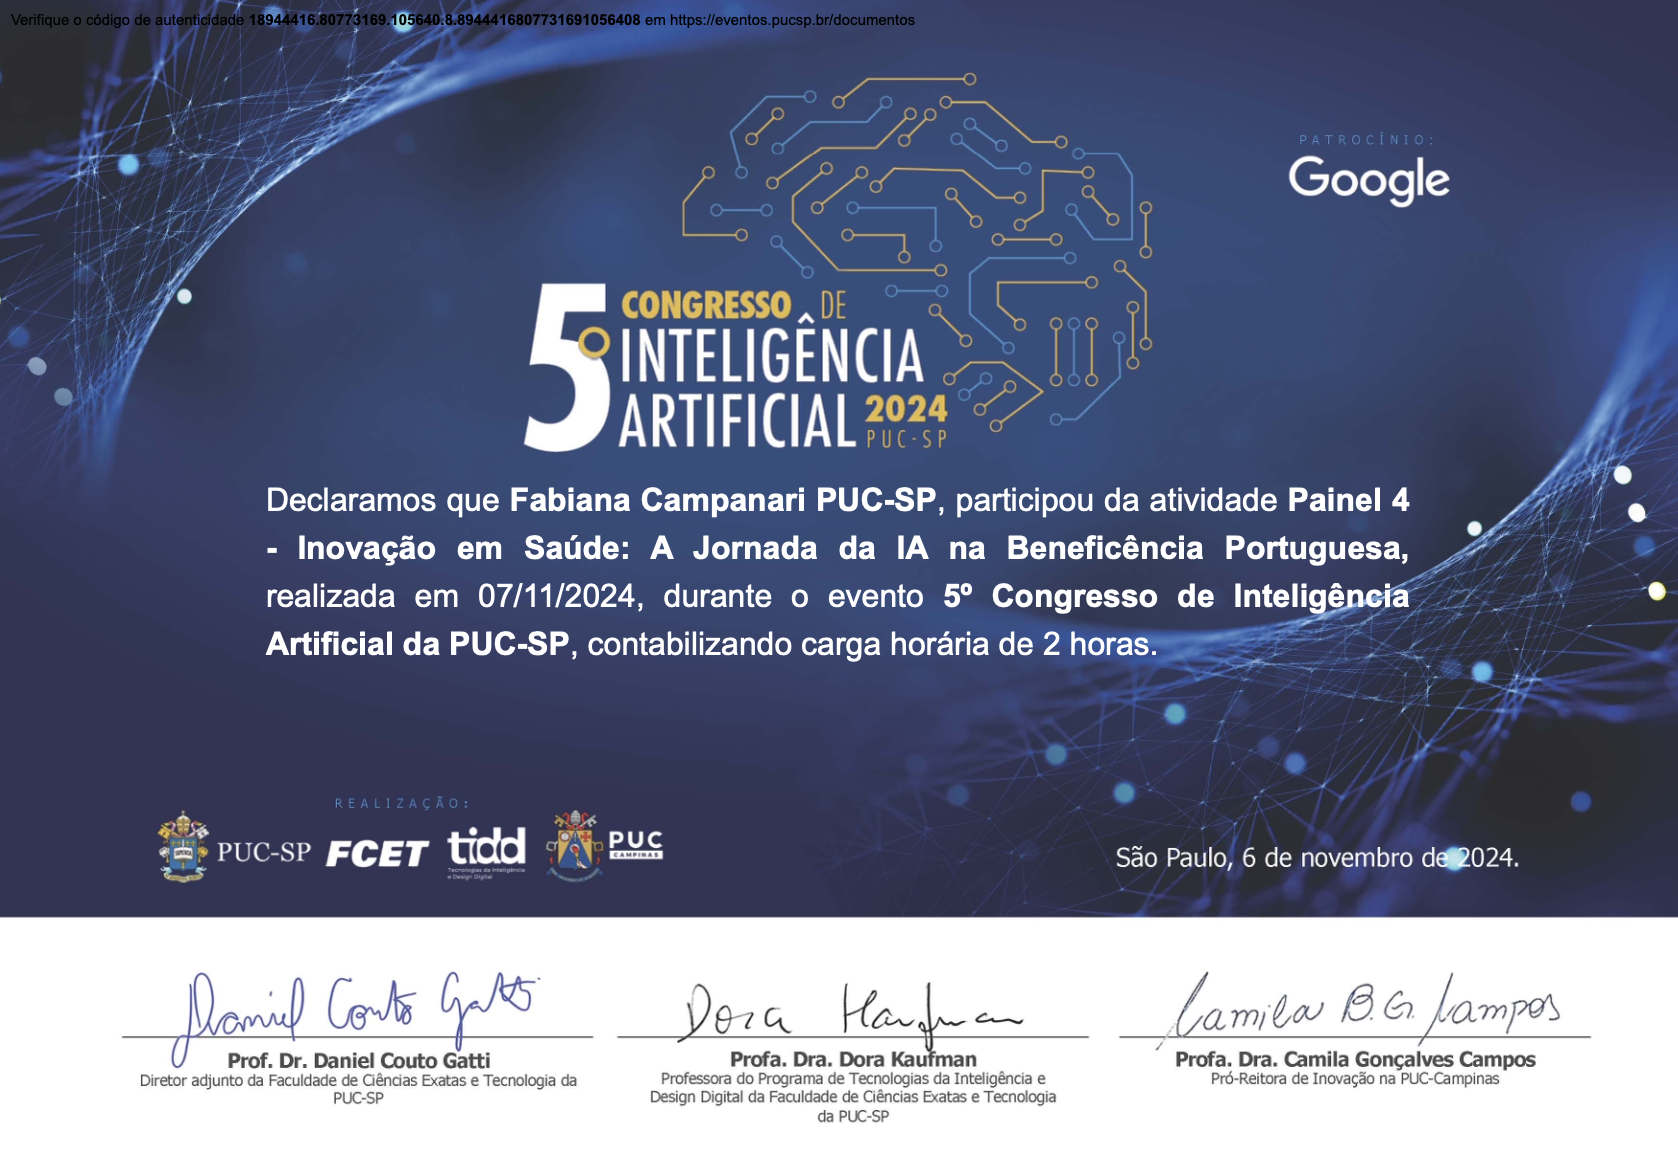 Verifique o código de autenticidade 18944416.80773169.105640.8.8944416807731691056408 em https://eventos.pucsp.br/documentos
PATROCÍNIO:
Google
5º CONGRESSO DE
INTELIGÊNCIA
ARTIFICIAL 2024
PUC-SP
Declaramos que Fabiana Campanari PUC-SP, participou da atividade Painel 4
- Inovação em Saúde: A Jornada da IA na Beneficência Portuguesa,
realizada em 07/11/2024, durante o evento 5º Congresso de Inteligência
Artificial da PUC-SP, contabilizando carga horária de 2 horas.
REALIZAÇÃO:
PUC-SP FCET tidd PUC
CAMPINAS
Tecnologias da Inteligência
e Design Digital
São Paulo, 6 de novembro de 2024.
Daniel Couto Gatti
Dora Kaufman
Camila B. G. Campos
Prof. Dr. Daniel Couto Gatti
Diretor adjunto da Faculdade de Ciências Exatas e Tecnologia da
PUC-SP
Profa. Dra. Dora Kaufman
Professora do Programa de Tecnologias da Inteligência e
Design Digital da Faculdade de Ciências Exatas e Tecnologia
da PUC-SP
Profa. Dra. Camila Gonçalves Campos
Pró-Reitora de Inovação na PUC-Campinas